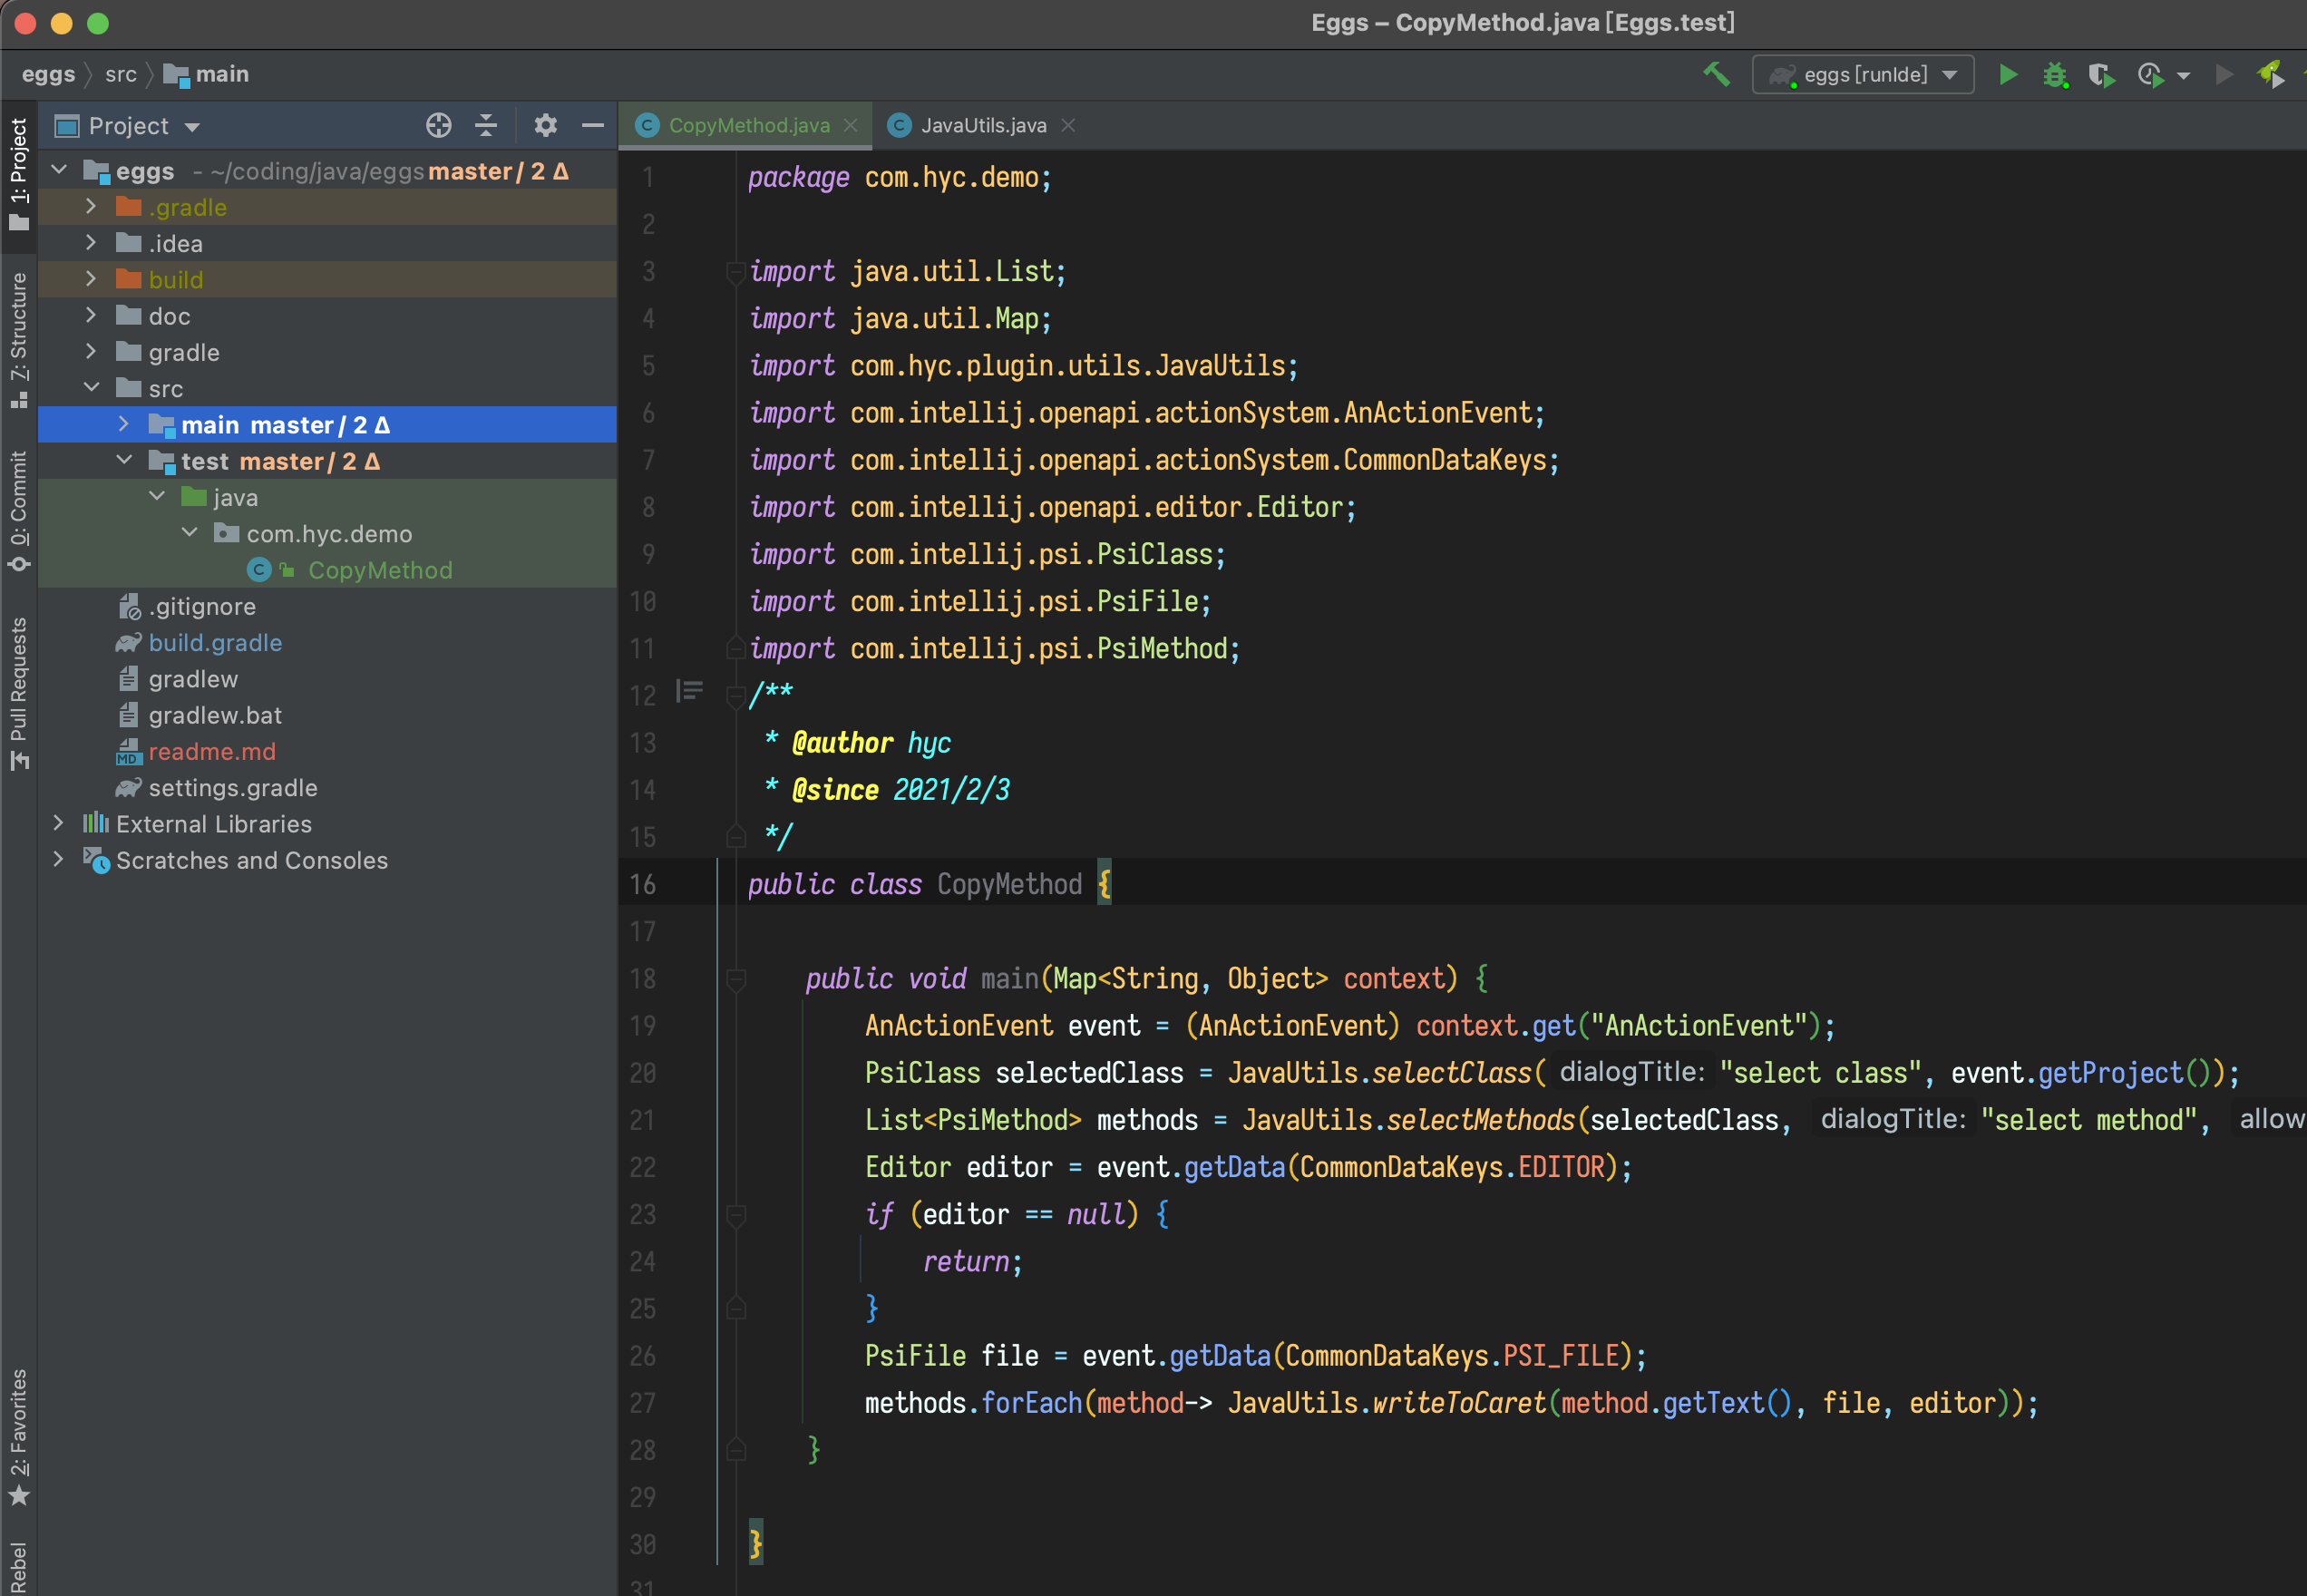 Eggs – CopyMethod.java [Eggs.test]
eggs src main
eggs [runIde]
1: Project
7: Structure
0: Commit
Pull Requests
2: Favorites
Rebel
Project
eggs - ~/coding/java/eggs master / 2 Δ
.gradle
.idea
build
doc
gradle
src
main master / 2 Δ
test master / 2 Δ
java
com.hyc.demo
C CopyMethod
.gitignore
build.gradle
gradlew
gradlew.bat
MD readme.md
settings.gradle
External Libraries
Scratches and Consoles
C CopyMethod.java
C JavaUtils.java
1 package com.hyc.demo;
2
3 import java.util.List;
4 import java.util.Map;
5 import com.hyc.plugin.utils.JavaUtils;
6 import com.intellij.openapi.actionSystem.AnActionEvent;
7 import com.intellij.openapi.actionSystem.CommonDataKeys;
8 import com.intellij.openapi.editor.Editor;
9 import com.intellij.psi.PsiClass;
10 import com.intellij.psi.PsiFile;
11 import com.intellij.psi.PsiMethod;
12 /**
13 * @author hyc
14 * @since 2021/2/3
15 */
16 public class CopyMethod {
17
18 public void main(Map<String, Object> context) {
19 AnActionEvent event = (AnActionEvent) context.get("AnActionEvent");
20 PsiClass selectedClass = JavaUtils.selectClass( dialogTitle: "select class", event.getProject());
21 List<PsiMethod> methods = JavaUtils.selectMethods(selectedClass, dialogTitle: "select method", allow
22 Editor editor = event.getData(CommonDataKeys.EDITOR);
23 if (editor == null) {
24 return;
25 }
26 PsiFile file = event.getData(CommonDataKeys.PSI_FILE);
27 methods.forEach(method-> JavaUtils.writeToCaret(method.getText(), file, editor));
28 }
29
30 }
31